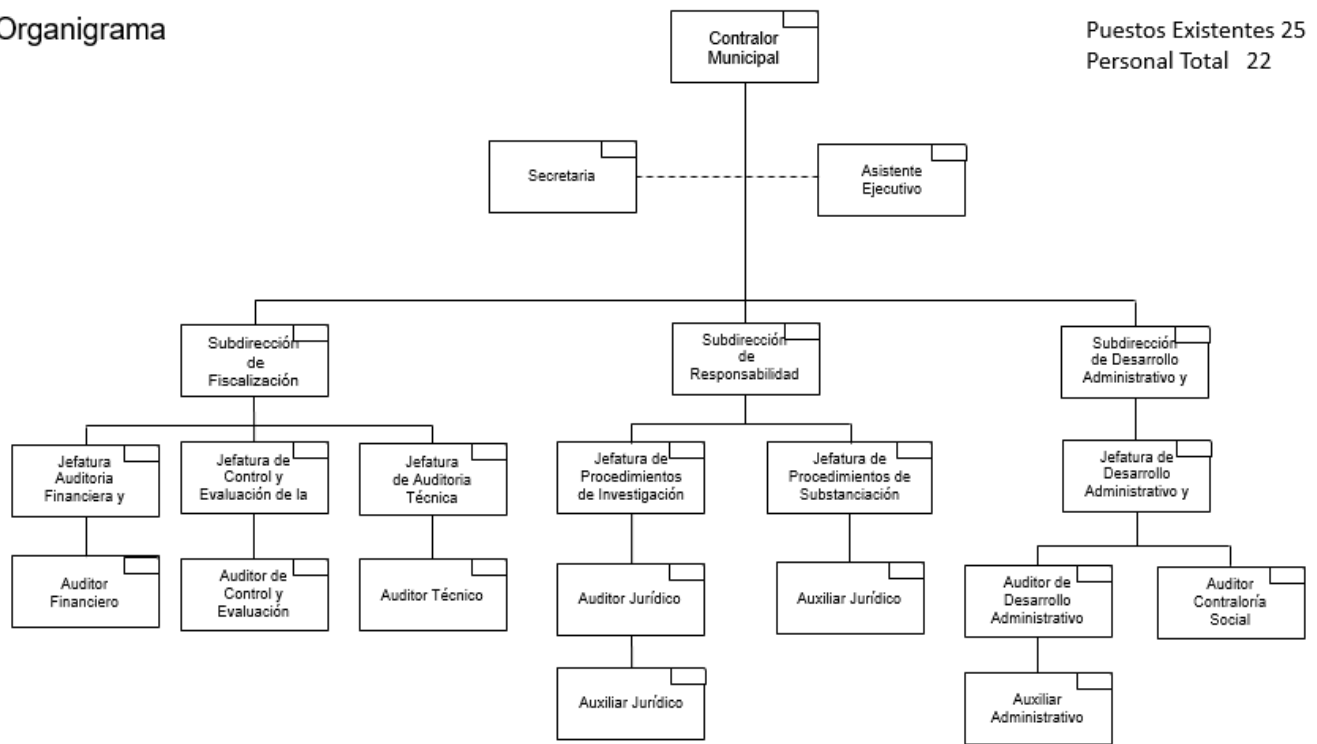 Organigrama
Puestos Existentes 25
Personal Total 22
Contralor
Municipal
Secretaria
Asistente
Ejecutivo
Subdirección
de
Fiscalización
Subdirección
de
Responsabilidad
Subdirección
de Desarrollo
Administrativo y
Jefatura
Auditoria
Financiera y
Jefatura de
Control y
Evaluación de la
Jefatura
de Auditoria
Técnica
Jefatura de
Procedimientos
de Investigación
Jefatura de
Procedimientos de
Substanciación
Jefatura de
Desarrollo
Administrativo y
Auditor
Financiero
Auditor de
Control y
Evaluación
Auditor Técnico
Auditor Jurídico
Auxiliar Jurídico
Auditor de
Desarrollo
Administrativo
Auditor
Contraloría
Social
Auxiliar Jurídico
Auxiliar
Administrativo